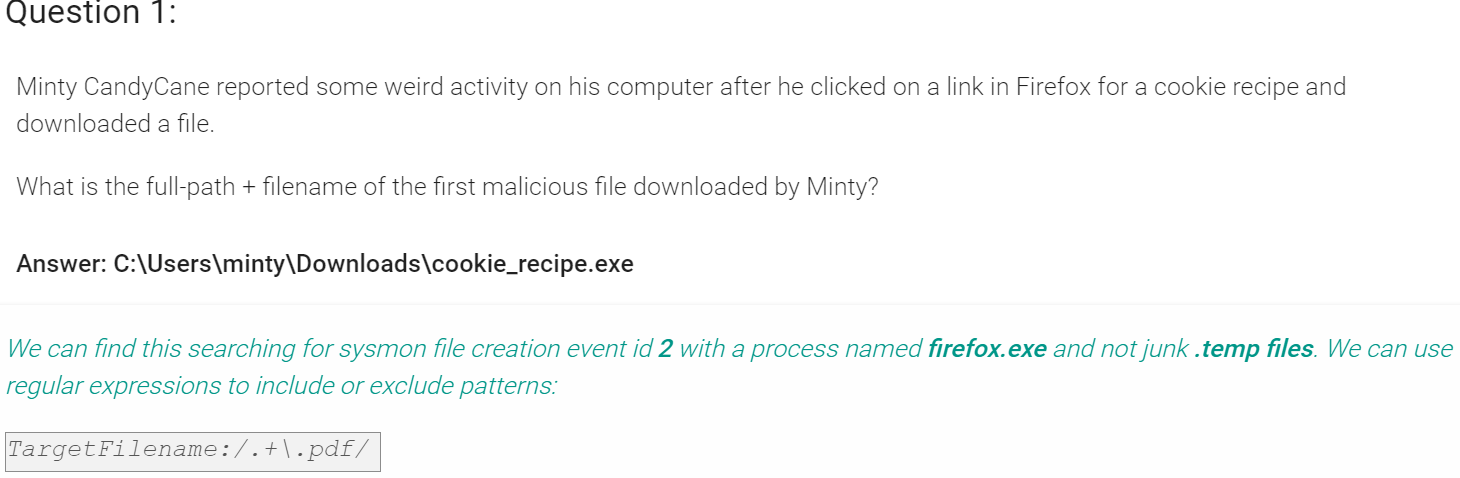 Question 1:
Minty CandyCane reported some weird activity on his computer after he clicked on a link in Firefox for a cookie recipe and
downloaded a file.
What is the full-path + filename of the first malicious file downloaded by Minty?
Answer: C:\Users\minty\Downloads\cookie_recipe.exe
We can find this searching for sysmon file creation event id 2 with a process named firefox.exe and not junk .temp files. We can use
regular expressions to include or exclude patterns:
TargetFilename:/.+\.pdf/